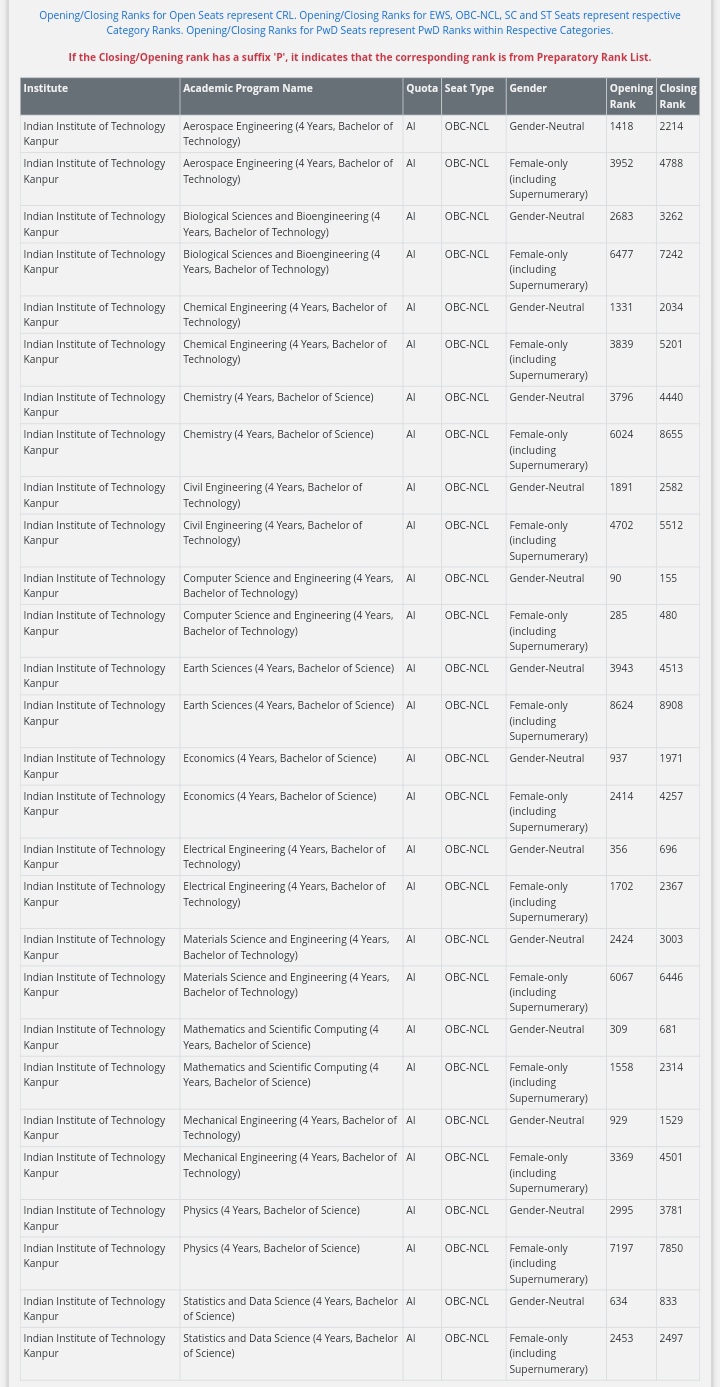 Opening/Closing Ranks for Open Seats represent CRL. Opening/Closing Ranks for EWS, OBC-NCL, SC and ST Seats represent respective
Category Ranks. Opening/Closing Ranks for PwD Seats represent PwD Ranks within Respective Categories.
If the Closing/Opening rank has a suffix 'P', it indicates that the corresponding rank is from Preparatory Rank List.
Institute Academic Program Name Quota Seat Type Gender Opening Closing
Rank Rank
Indian Institute of Technology Aerospace Engineering (4 Years, Bachelor of AI OBC-NCL Gender-Neutral 1418 2214
Kanpur Technology)
Indian Institute of Technology Aerospace Engineering (4 Years, Bachelor of AI OBC-NCL Female-only 3952 4788
Kanpur Technology) (including
Supernumerary)
Indian Institute of Technology Biological Sciences and Bioengineering (4 AI OBC-NCL Gender-Neutral 2683 3262
Kanpur Years, Bachelor of Technology)
Indian Institute of Technology Biological Sciences and Bioengineering (4 AI OBC-NCL Female-only 6477 7242
Kanpur Years, Bachelor of Technology) (including
Supernumerary)
Indian Institute of Technology Chemical Engineering (4 Years, Bachelor of AI OBC-NCL Gender-Neutral 1331 2034
Kanpur Technology)
Indian Institute of Technology Chemical Engineering (4 Years, Bachelor of AI OBC-NCL Female-only 3839 5201
Kanpur Technology) (including
Supernumerary)
Indian Institute of Technology Chemistry (4 Years, Bachelor of Science) AI OBC-NCL Gender-Neutral 3796 4440
Kanpur
Indian Institute of Technology Chemistry (4 Years, Bachelor of Science) AI OBC-NCL Female-only 6024 8655
Kanpur (including
Supernumerary)
Indian Institute of Technology Civil Engineering (4 Years, Bachelor of AI OBC-NCL Gender-Neutral 1891 2582
Kanpur Technology)
Indian Institute of Technology Civil Engineering (4 Years, Bachelor of AI OBC-NCL Female-only 4702 5512
Kanpur Technology) (including
Supernumerary)
Indian Institute of Technology Computer Science and Engineering (4 Years, AI OBC-NCL Gender-Neutral 90 155
Kanpur Bachelor of Technology)
Indian Institute of Technology Computer Science and Engineering (4 Years, AI OBC-NCL Female-only 285 480
Kanpur Bachelor of Technology) (including
Supernumerary)
Indian Institute of Technology Earth Sciences (4 Years, Bachelor of Science) AI OBC-NCL Gender-Neutral 3943 4513
Kanpur
Indian Institute of Technology Earth Sciences (4 Years, Bachelor of Science) AI OBC-NCL Female-only 8624 8908
Kanpur (including
Supernumerary)
Indian Institute of Technology Economics (4 Years, Bachelor of Science) AI OBC-NCL Gender-Neutral 937 1971
Kanpur
Indian Institute of Technology Economics (4 Years, Bachelor of Science) AI OBC-NCL Female-only 2414 4257
Kanpur (including
Supernumerary)
Indian Institute of Technology Electrical Engineering (4 Years, Bachelor of AI OBC-NCL Gender-Neutral 356 696
Kanpur Technology)
Indian Institute of Technology Electrical Engineering (4 Years, Bachelor of AI OBC-NCL Female-only 1702 2367
Kanpur Technology) (including
Supernumerary)
Indian Institute of Technology Materials Science and Engineering (4 Years, AI OBC-NCL Gender-Neutral 2424 3003
Kanpur Bachelor of Technology)
Indian Institute of Technology Materials Science and Engineering (4 Years, AI OBC-NCL Female-only 6067 6446
Kanpur Bachelor of Technology) (including
Supernumerary)
Indian Institute of Technology Mathematics and Scientific Computing (4 AI OBC-NCL Gender-Neutral 309 681
Kanpur Years, Bachelor of Science)
Indian Institute of Technology Mathematics and Scientific Computing (4 AI OBC-NCL Female-only 1558 2314
Kanpur Years, Bachelor of Science) (including
Supernumerary)
Indian Institute of Technology Mechanical Engineering (4 Years, Bachelor of AI OBC-NCL Gender-Neutral 929 1529
Kanpur Technology)
Indian Institute of Technology Mechanical Engineering (4 Years, Bachelor of AI OBC-NCL Female-only 3369 4501
Kanpur Technology) (including
Supernumerary)
Indian Institute of Technology Physics (4 Years, Bachelor of Science) AI OBC-NCL Gender-Neutral 2995 3781
Kanpur
Indian Institute of Technology Physics (4 Years, Bachelor of Science) AI OBC-NCL Female-only 7197 7850
Kanpur (including
Supernumerary)
Indian Institute of Technology Statistics and Data Science (4 Years, Bachelor AI OBC-NCL Gender-Neutral 634 833
Kanpur of Science)
Indian Institute of Technology Statistics and Data Science (4 Years, Bachelor AI OBC-NCL Female-only 2453 2497
Kanpur of Science) (including
Supernumerary)